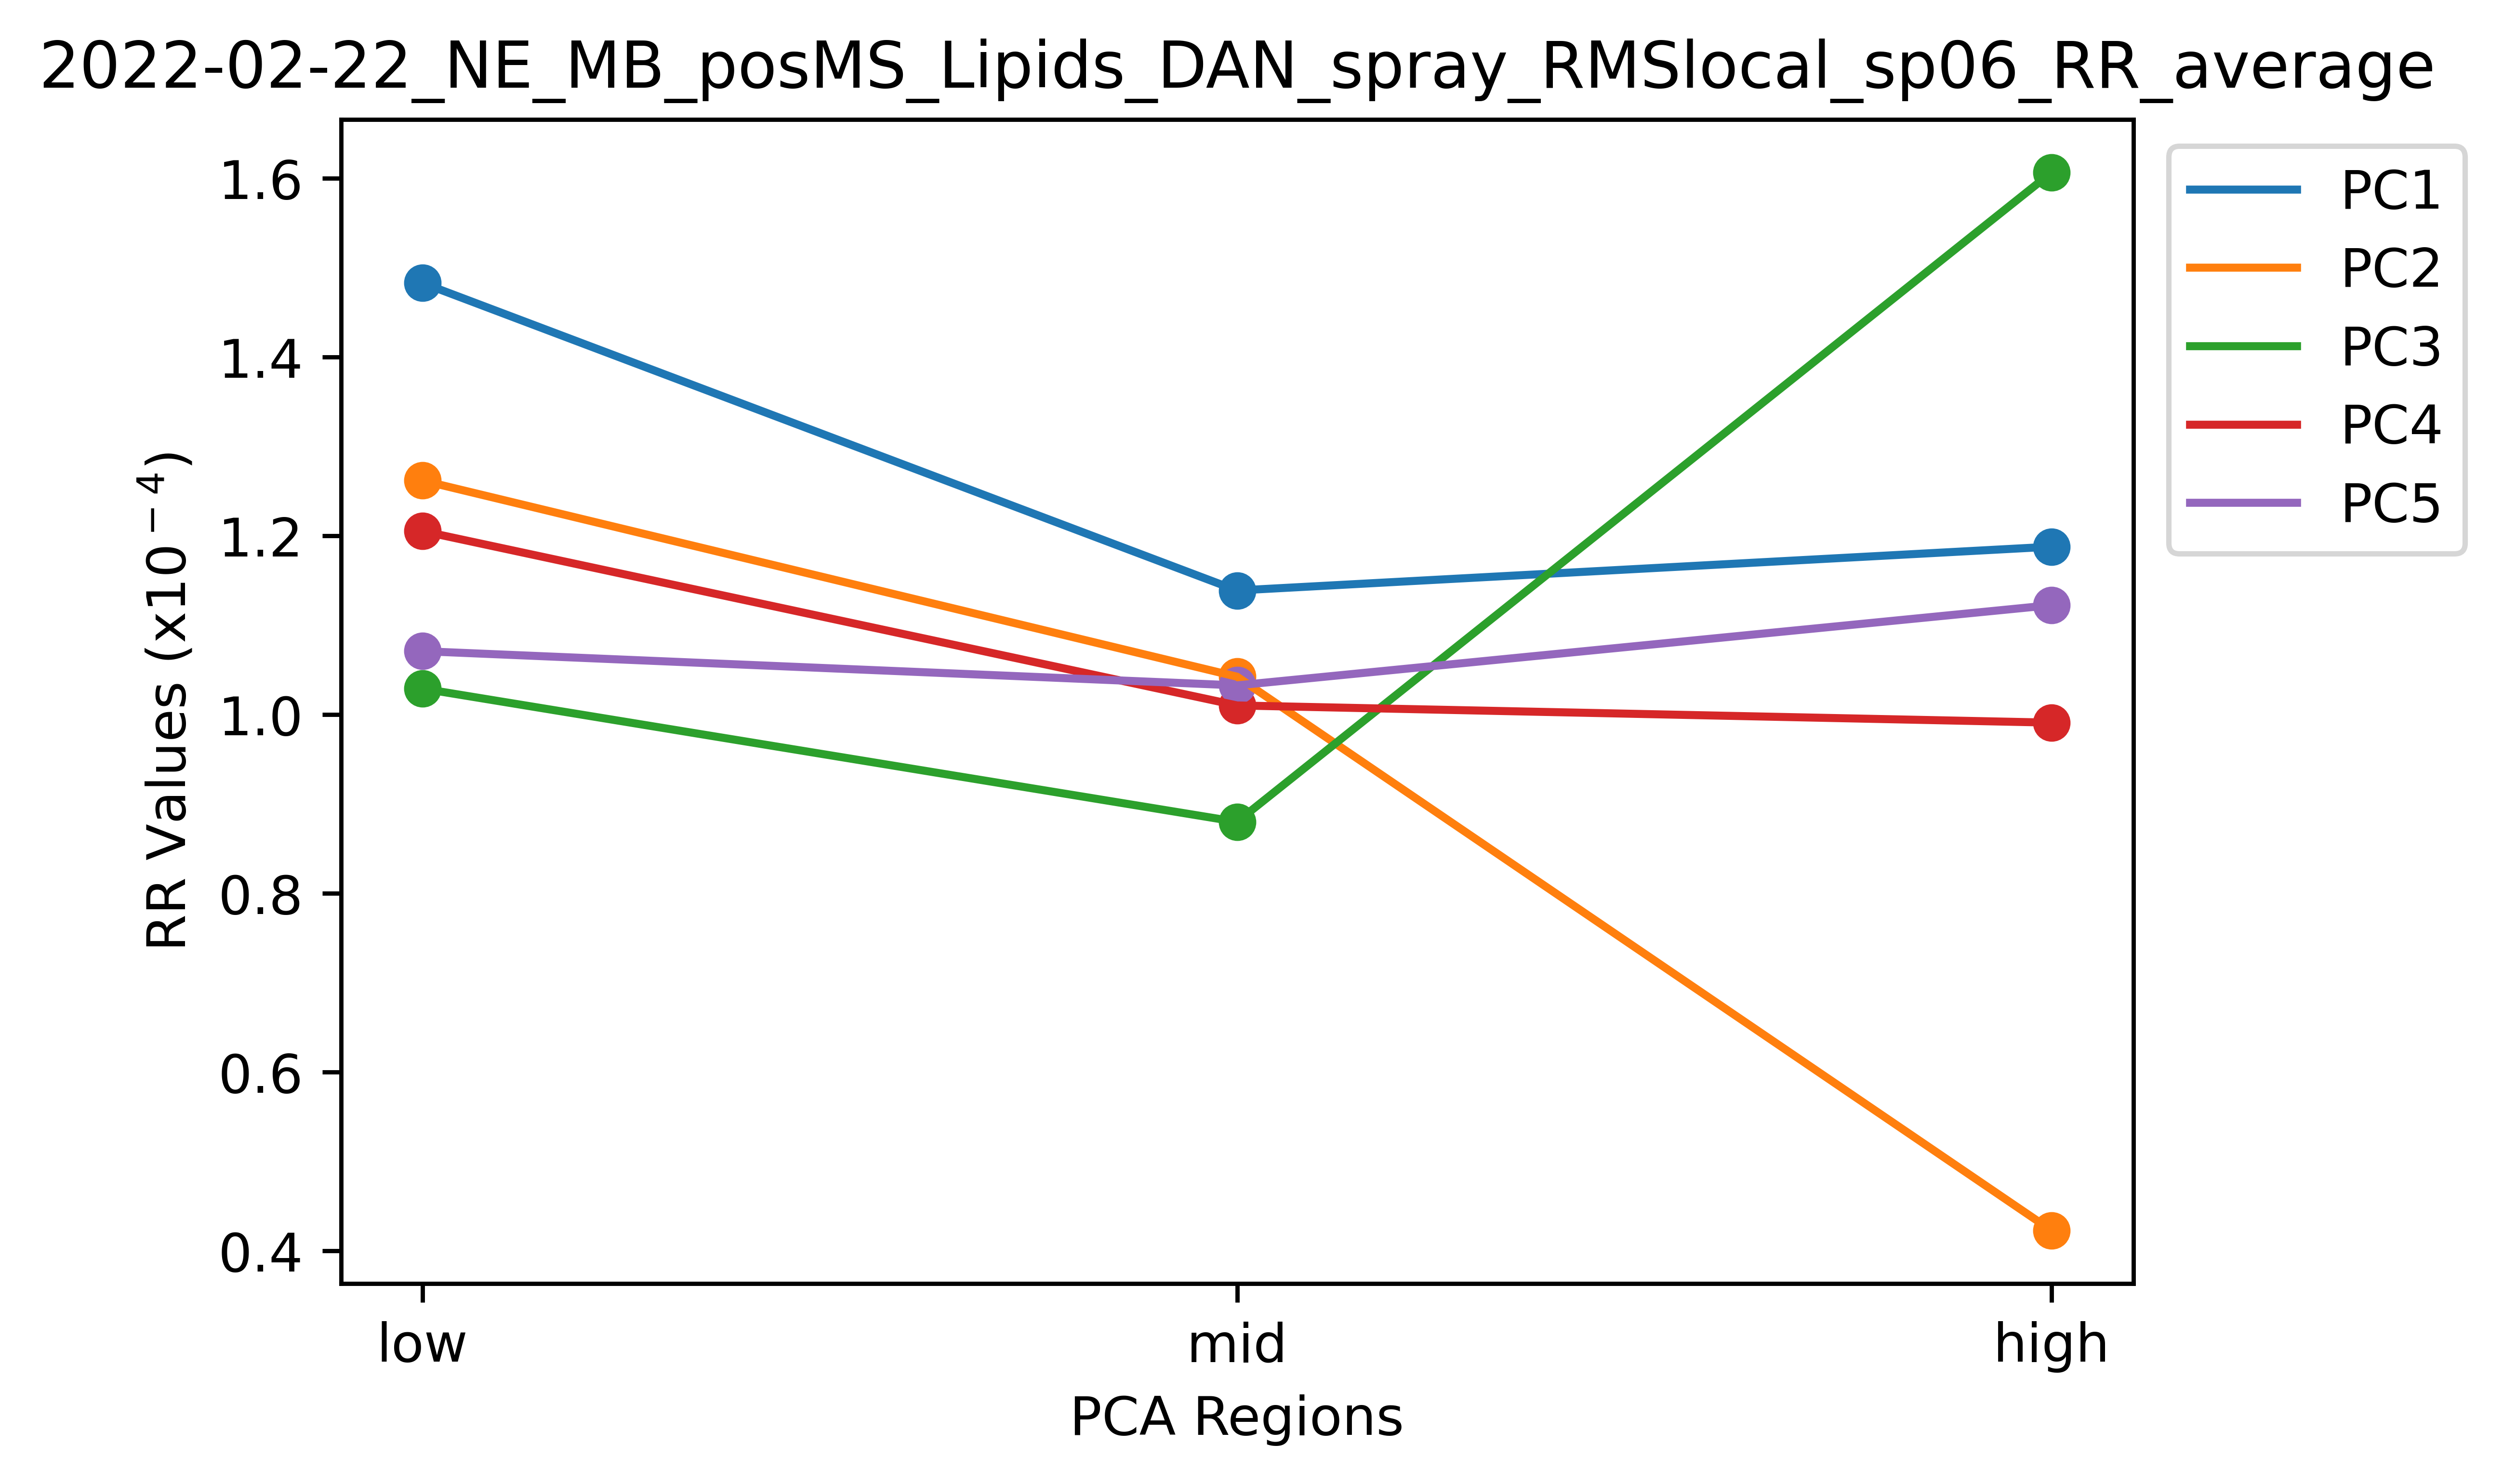 2022-02-22_NE_MB_posMS_Lipids_DAN_spray_RMSlocal_sp06_RR_average
RR Values (x10⁻⁴)
1.6
1.4
1.2
1.0
0.8
0.6
0.4
low
mid
high
PCA Regions
PC1
PC2
PC3
PC4
PC5